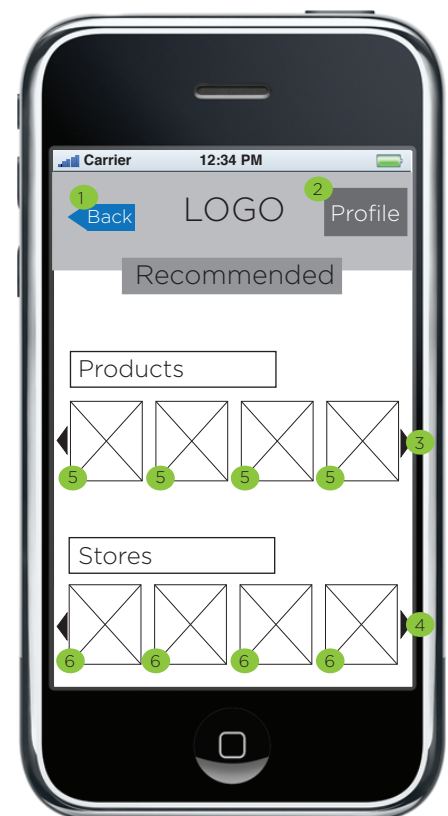 Carrier 12:34 PM
1 2
Back LOGO Profile
Recommended
Products
3
5 5 5 5
Stores
4
6 6 6 6